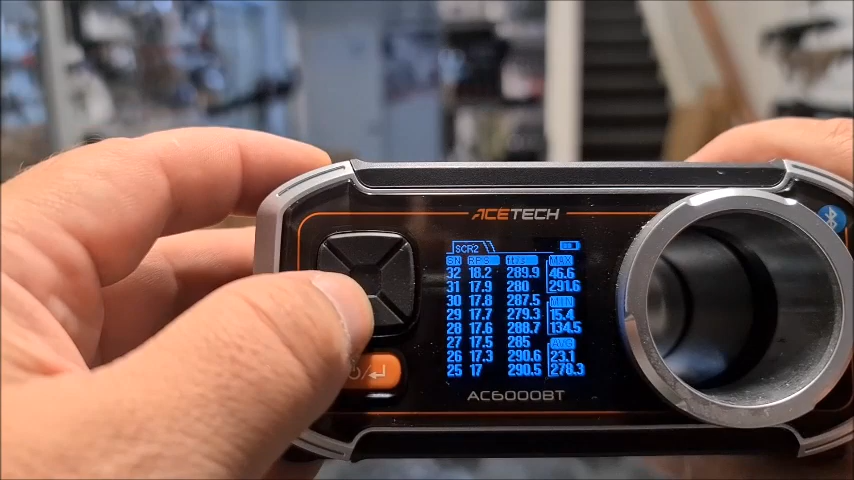 ACETECH
SCR2
SN RPS ft/s MAX
32 18.2 289.9 46.6
31 17.9 280 291.6
30 17.8 287.5 MIN
29 17.7 279.3 15.4
28 17.6 288.7 134.5
27 17.5 285 AVG
26 17.3 290.6 23.1
25 17 290.5 278.3
AC6000BT